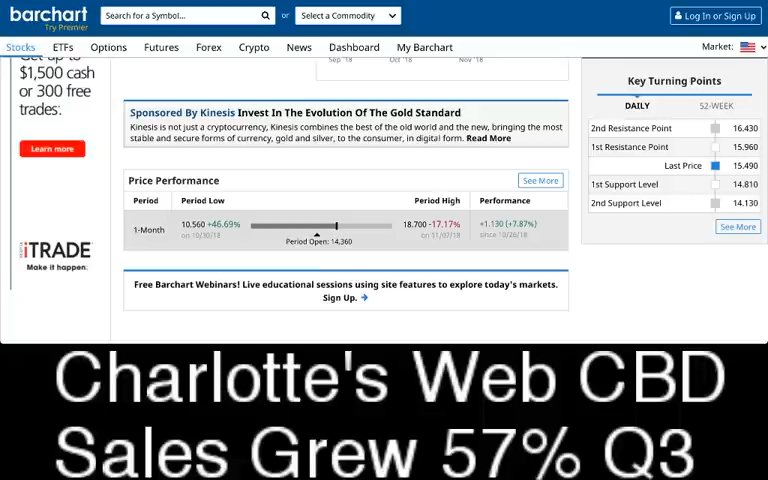 barchart
Try Premier
Search for a Symbol...
or
Select a Commodity
Log In or Sign Up
Stocks ETFs Options Futures Forex Crypto News Dashboard My Barchart
Market:
Get up to
$1,500 cash
or 300 free
trades*.
Learn more
iTRADE
Make it happen.
Sep '18 Oct '18 Nov '18
Sponsored By Kinesis Invest In The Evolution Of The Gold Standard
Kinesis is not just a cryptocurrency, Kinesis combines the best of the old world and the new, bringing the most
stable and secure forms of currency, gold and silver, to the consumer, in digital form. Read More
Price Performance
See More
Period Period Low Period High Performance
1-Month 10.560 +46.69% 18.700 -17.17% +1.130 (+7.87%)
on 10/30/18 on 11/07/18 since 10/26/18
Period Open: 14.360
Free Barchart Webinars! Live educational sessions using site features to explore today's markets.
Sign Up.
Key Turning Points
DAILY 52-WEEK
2nd Resistance Point 16.430
1st Resistance Point 15.960
Last Price 15.490
1st Support Level 14.810
2nd Support Level 14.130
See More
Charlotte's Web CBD
Sales Grew 57% Q3